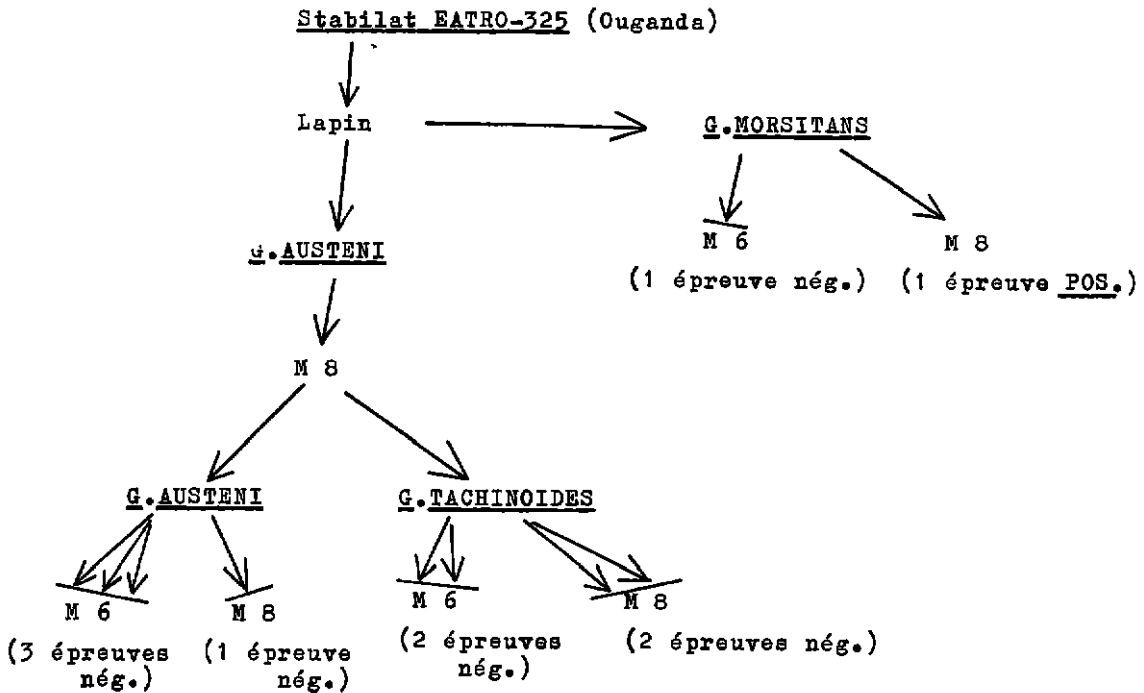 Stabilat EATRO-325 (Ouganda)
Lapin
G.MORSITANS
M 6
M 8
(1 épreuve nég.)
(1 épreuve POS.)
G.AUSTENI
M 8
G.AUSTENI
G.TACHINOIDES
M 6
M 8
M 6
M 8
(3 épreuves
nég.)
(1 épreuve
nég.)
(2 épreuves
nég.)
(2 épreuves nég.)